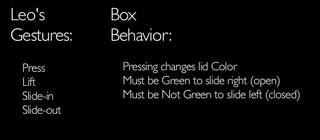 Leo's
Gestures:
Press
Lift
Slide-in
Slide-out
Box
Behavior:
Pressing changes lid Color
Must be Green to slide right (open)
Must be Not Green to slide left (closed)